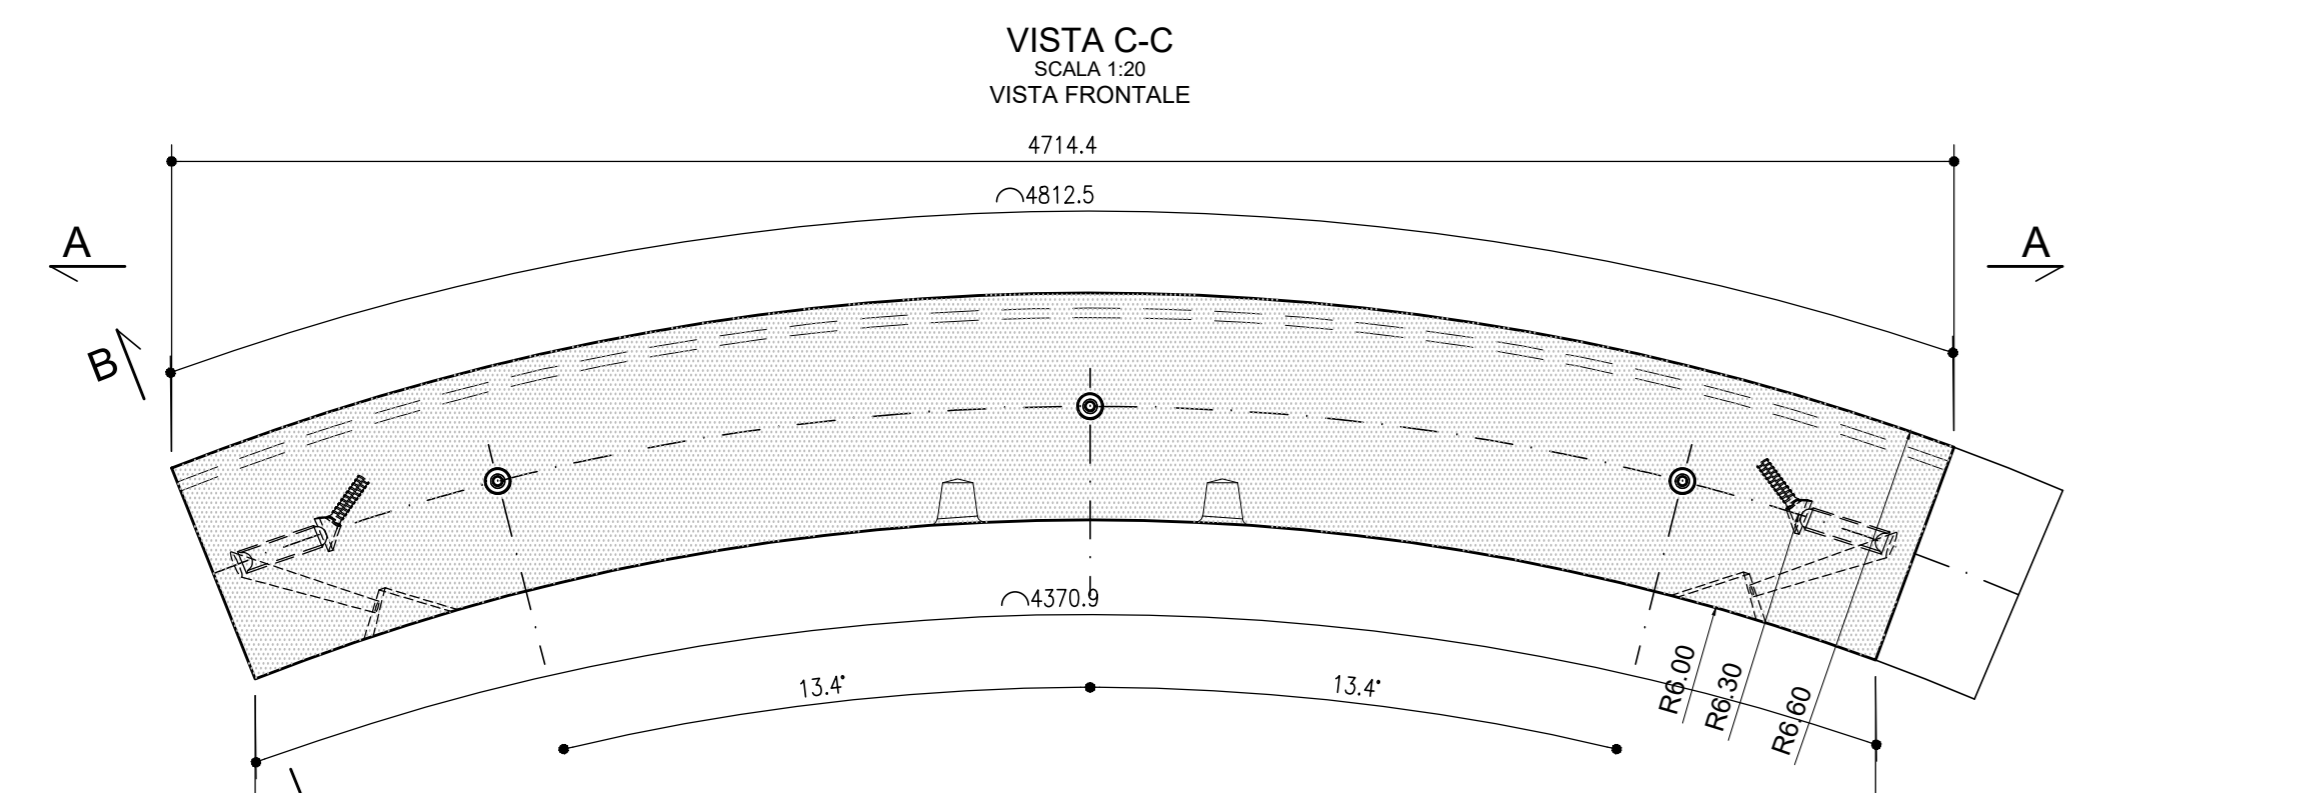 VISTA C-C
SCALA 1:20
VISTA FRONTALE
4714.4
4812.5
A
A
B
4370.9
13.4°
13.4°
R6.00
R6.30
R6.60